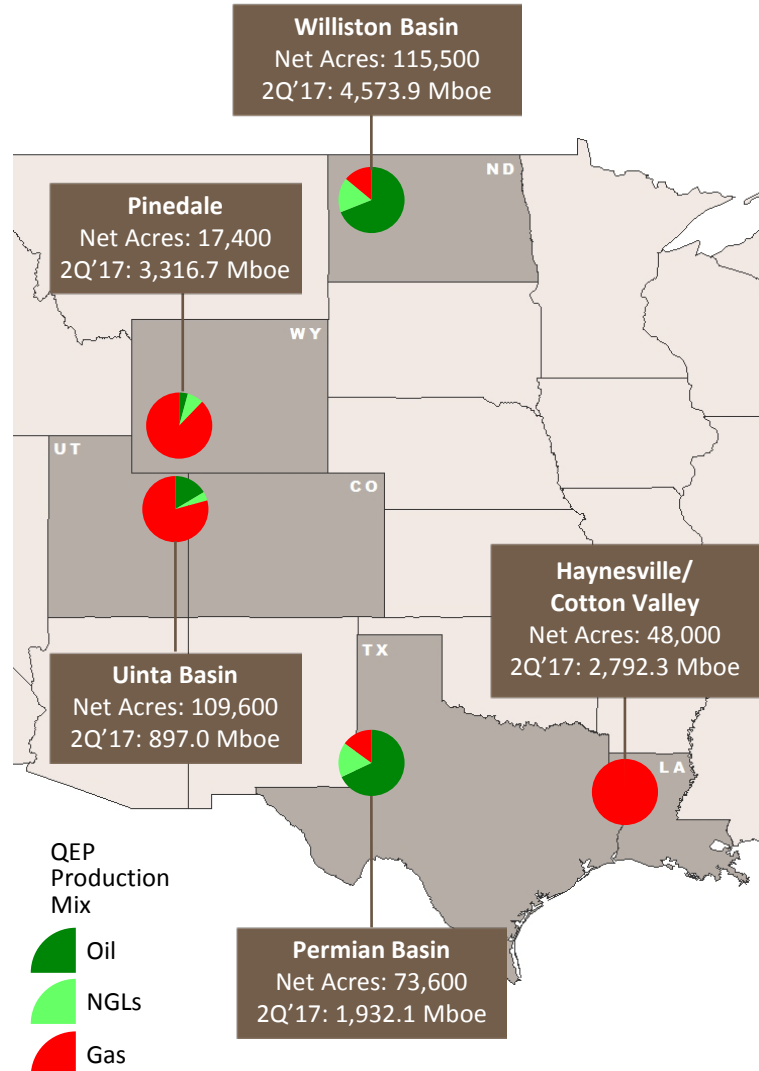 Williston Basin
Net Acres: 115,500
2Q’17: 4,573.9 Mboe
ND
Pinedale
Net Acres: 17,400
2Q’17: 3,316.7 Mboe
WY
UT
CO
Haynesville/
Cotton Valley
Net Acres: 48,000
2Q’17: 2,792.3 Mboe
Uinta Basin
Net Acres: 109,600
2Q’17: 897.0 Mboe
TX
LA
QEP
Production
Mix
Oil
NGLs
Gas
Permian Basin
Net Acres: 73,600
2Q’17: 1,932.1 Mboe